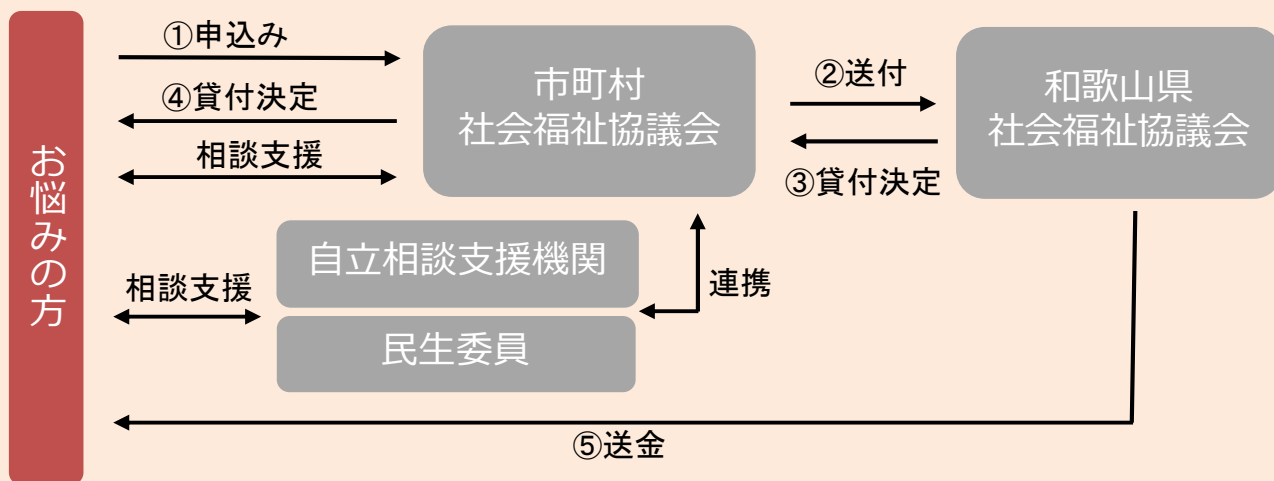 お悩みの方
①申込み
④貸付決定
相談支援
市町村
社会福祉協議会
②送付
③貸付決定
和歌山県
社会福祉協議会
自立相談支援機関
相談支援
民生委員
連携
⑤送金